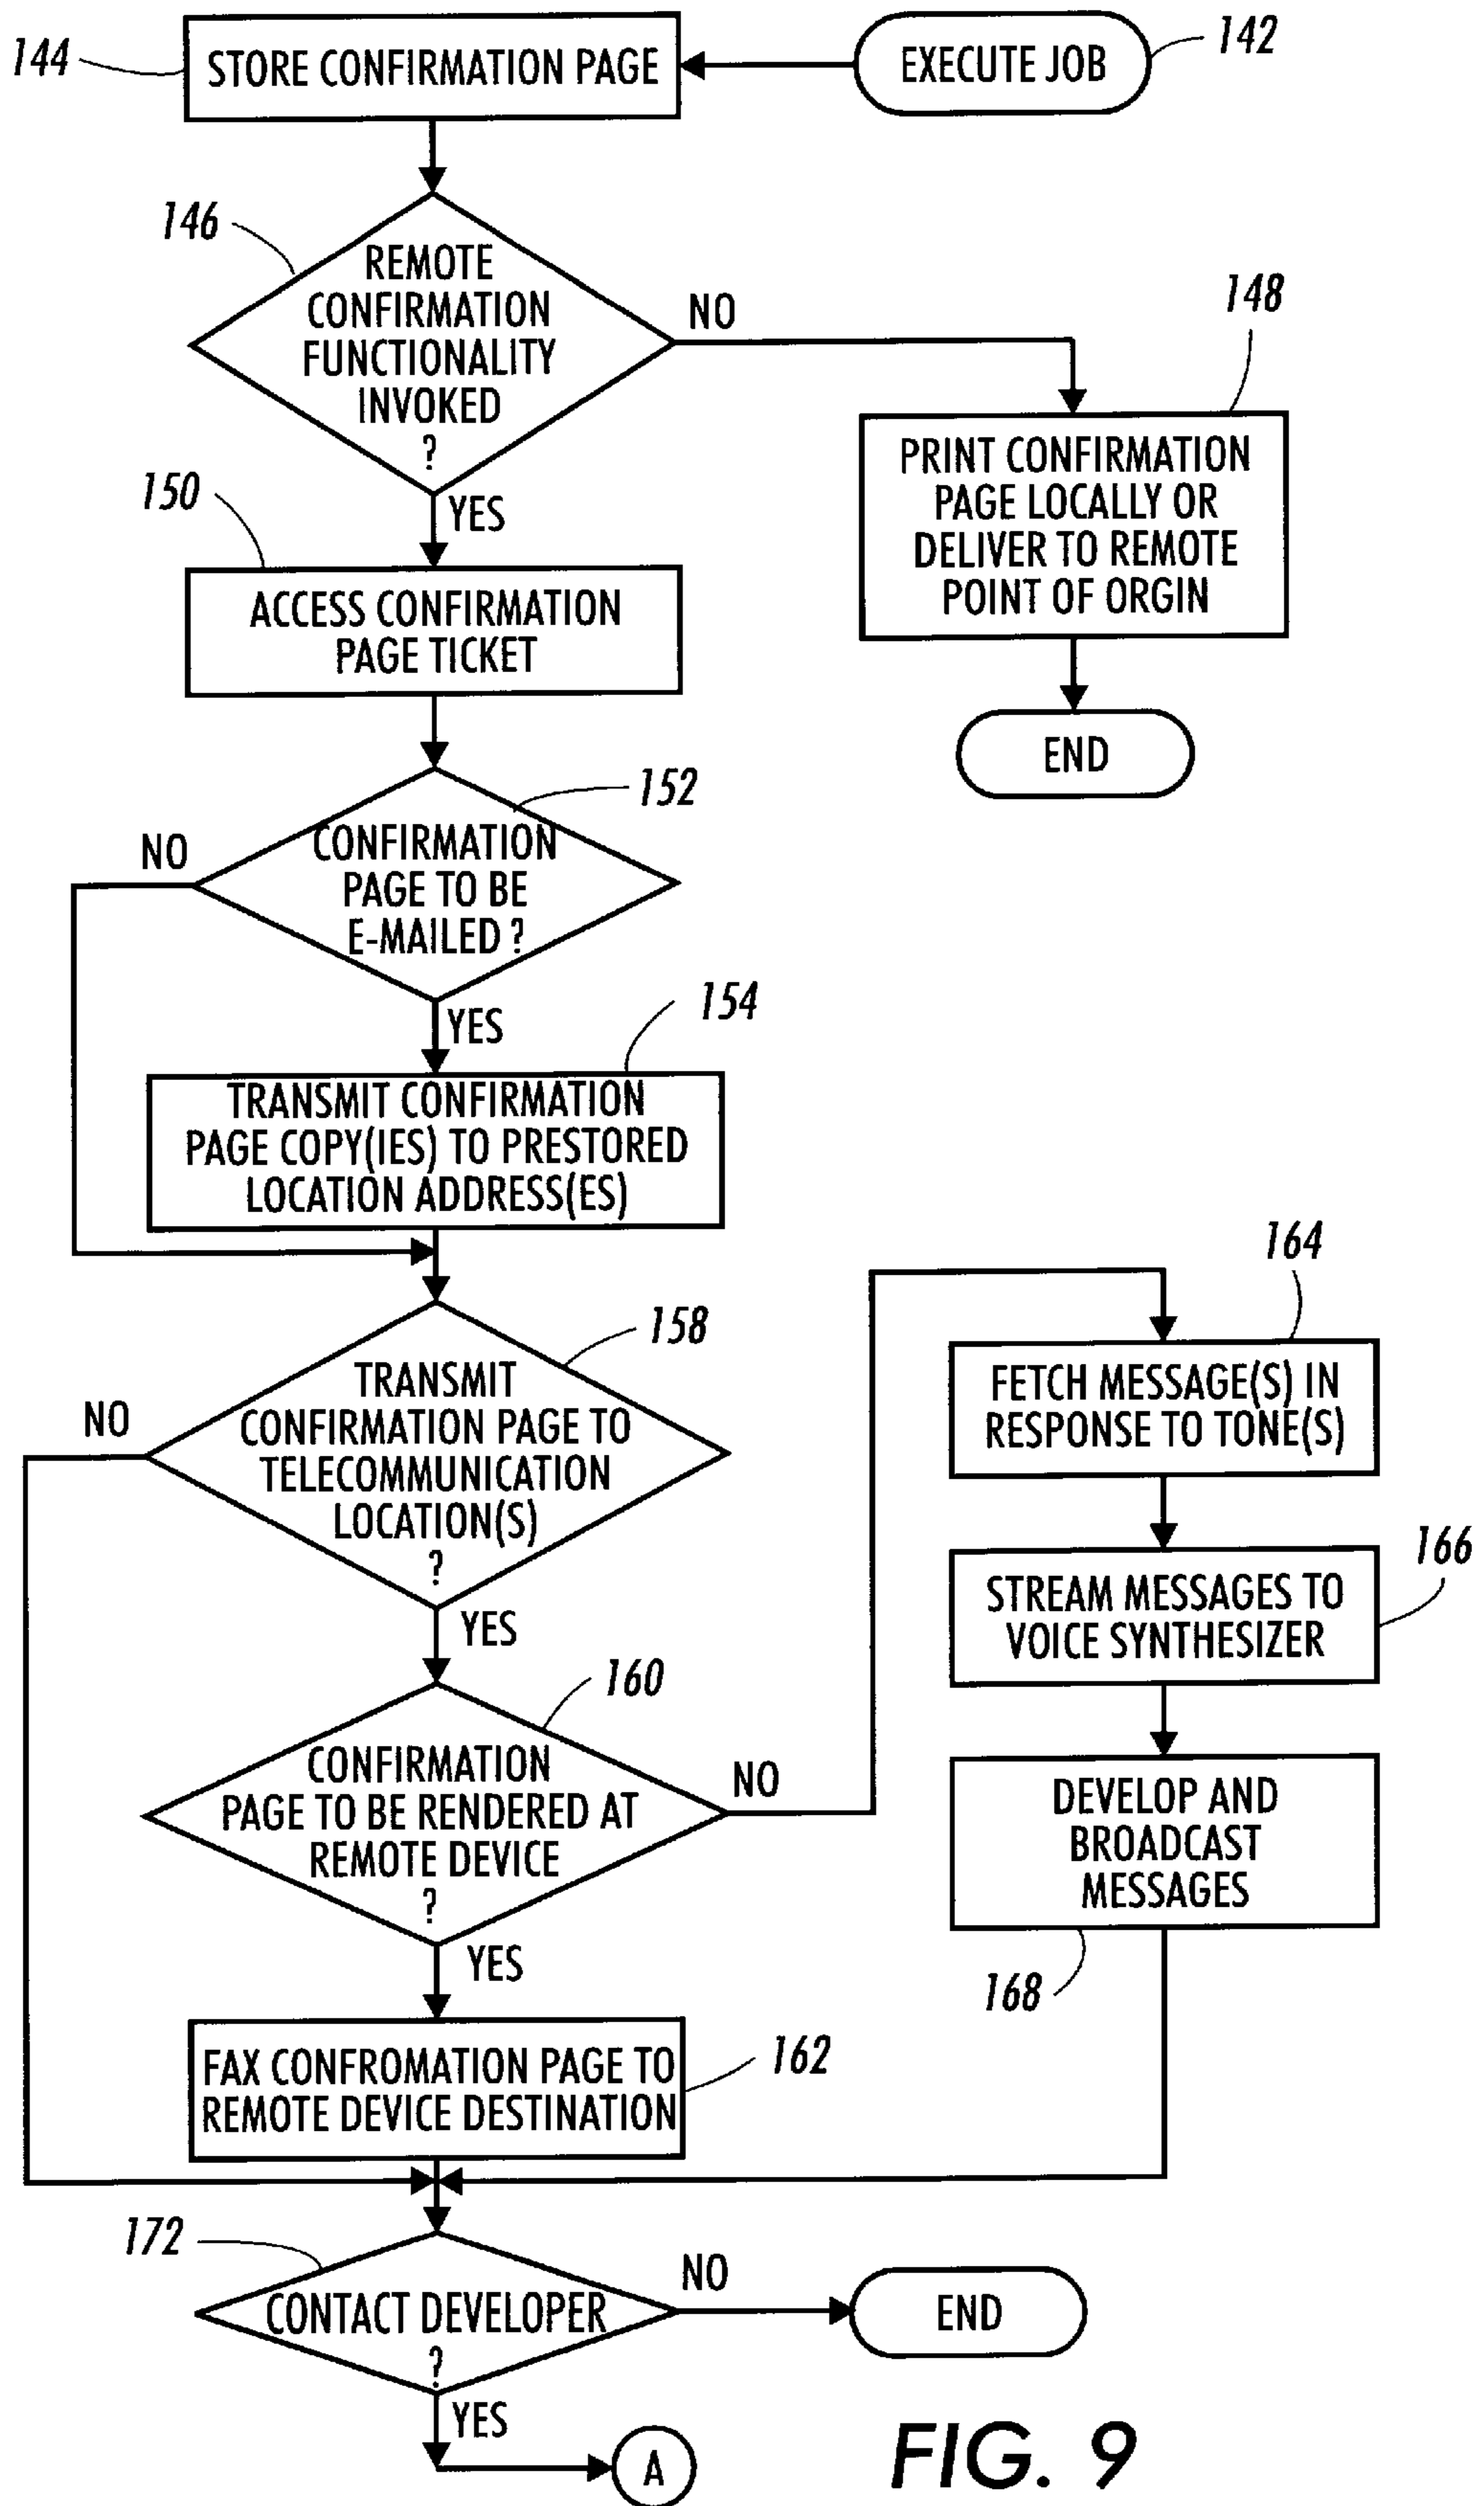 144
STORE CONFIRMATION PAGE
EXECUTE JOB
142
146
REMOTE
CONFIRMATION
FUNCTIONALITY
INVOKED
?
NO
148
PRINT CONFIRMATION
PAGE LOCALLY OR
DELIVER TO REMOTE
POINT OF ORGIN
END
YES
150
ACCESS CONFIRMATION
PAGE TICKET
152
NO
CONFIRMATION
PAGE TO BE
E-MAILED ?
YES
154
TRANSMIT CONFIRMATION
PAGE COPY(IES) TO PRESTORED
LOCATION ADDRESS(ES)
158
NO
TRANSMIT
CONFIRMATION PAGE TO
TELECOMMUNICATION
LOCATION(S)
?
YES
160
CONFIRMATION
PAGE TO BE RENDERED AT
REMOTE DEVICE
?
NO
164
FETCH MESSAGE(S) IN
RESPONSE TO TONE(S)
166
STREAM MESSAGES TO
VOICE SYNTHESIZER
DEVELOP AND
BROADCAST
MESSAGES
168
YES
FAX CONFROMATION PAGE TO
REMOTE DEVICE DESTINATION
162
172
CONTACT DEVELOPER
?
NO
END
YES
A
FIG. 9